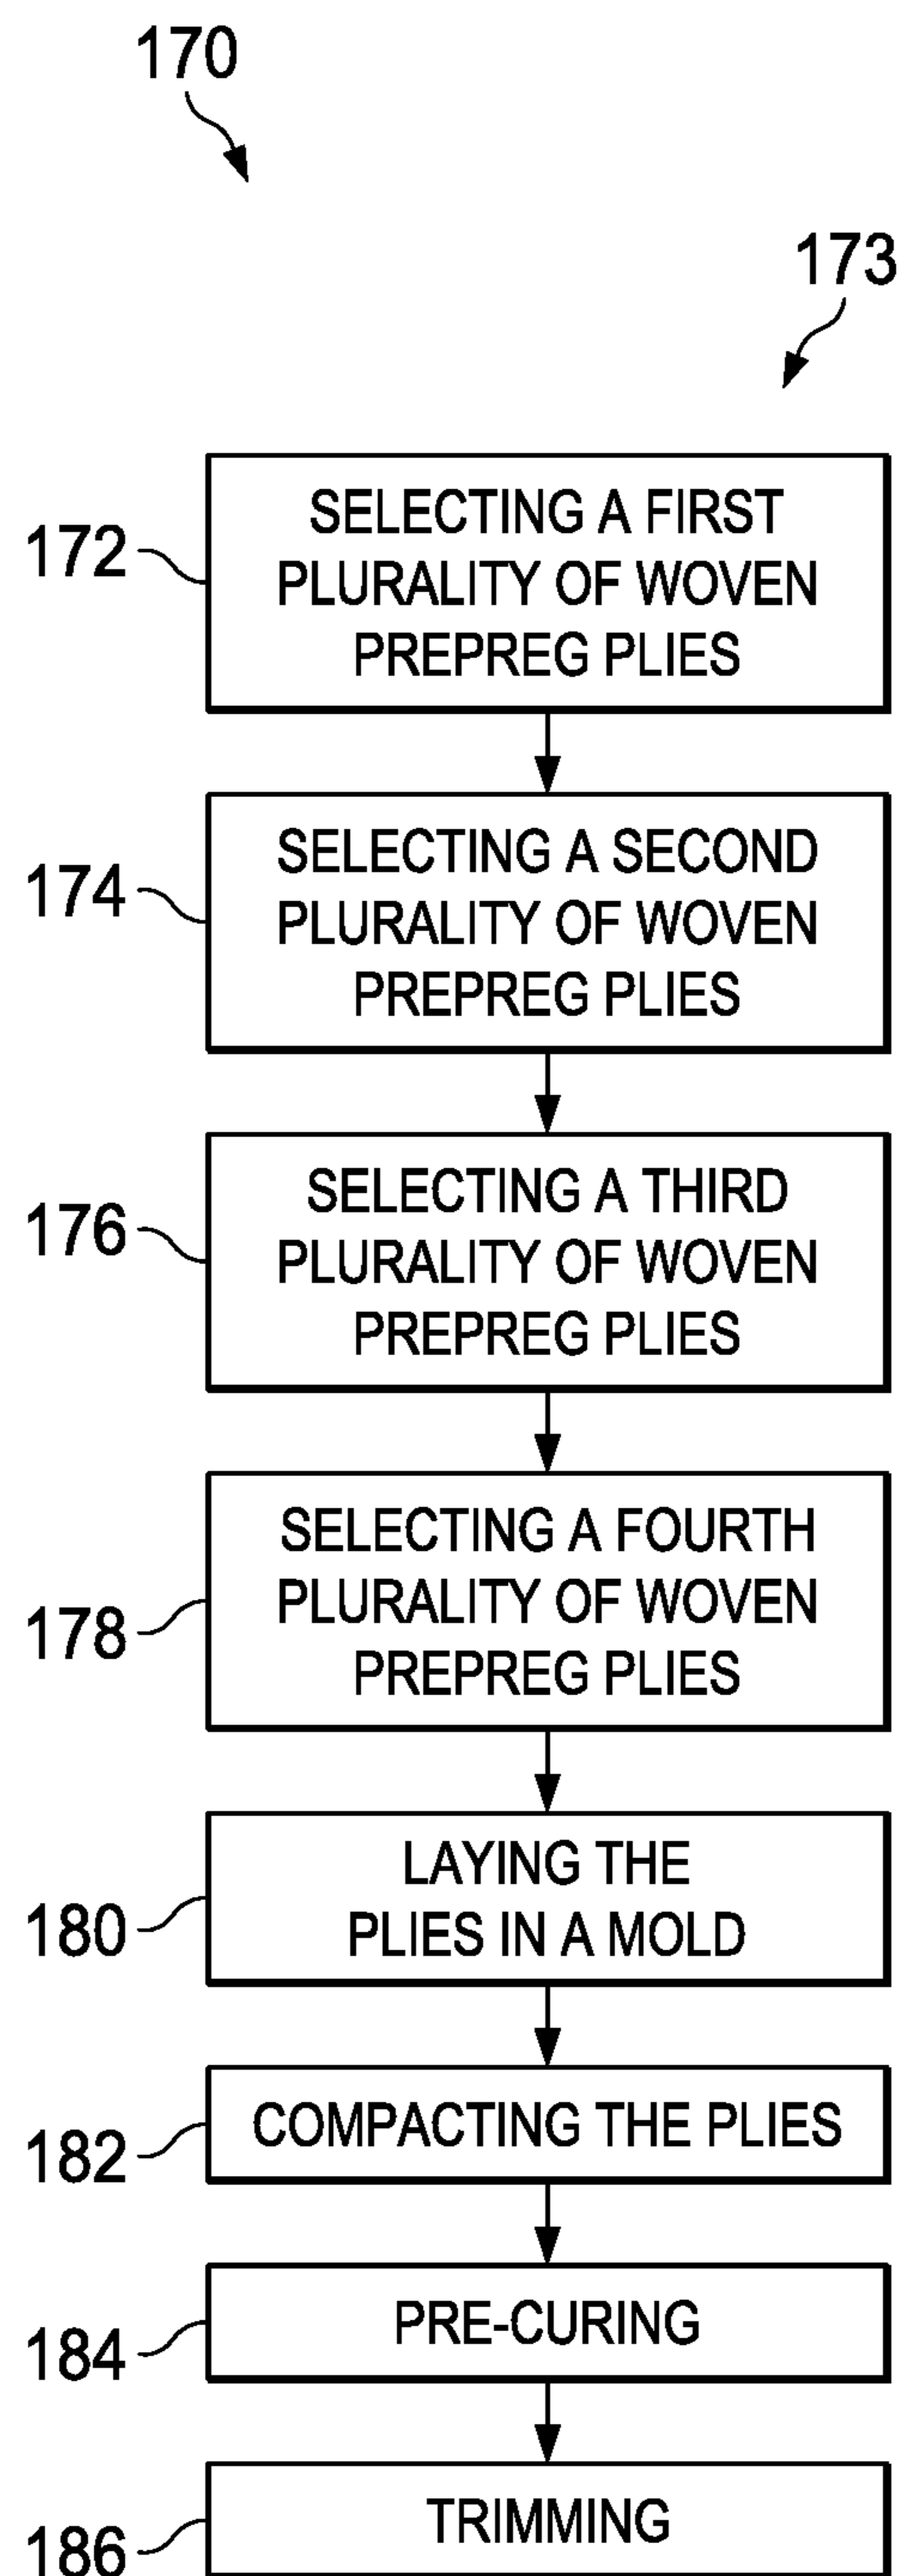 170
173
172
SELECTING A FIRST
PLURALITY OF WOVEN
PREPREG PLIES
174
SELECTING A SECOND
PLURALITY OF WOVEN
PREPREG PLIES
176
SELECTING A THIRD
PLURALITY OF WOVEN
PREPREG PLIES
178
SELECTING A FOURTH
PLURALITY OF WOVEN
PREPREG PLIES
180
LAYING THE
PLIES IN A MOLD
182
COMPACTING THE PLIES
184
PRE-CURING
186
TRIMMING